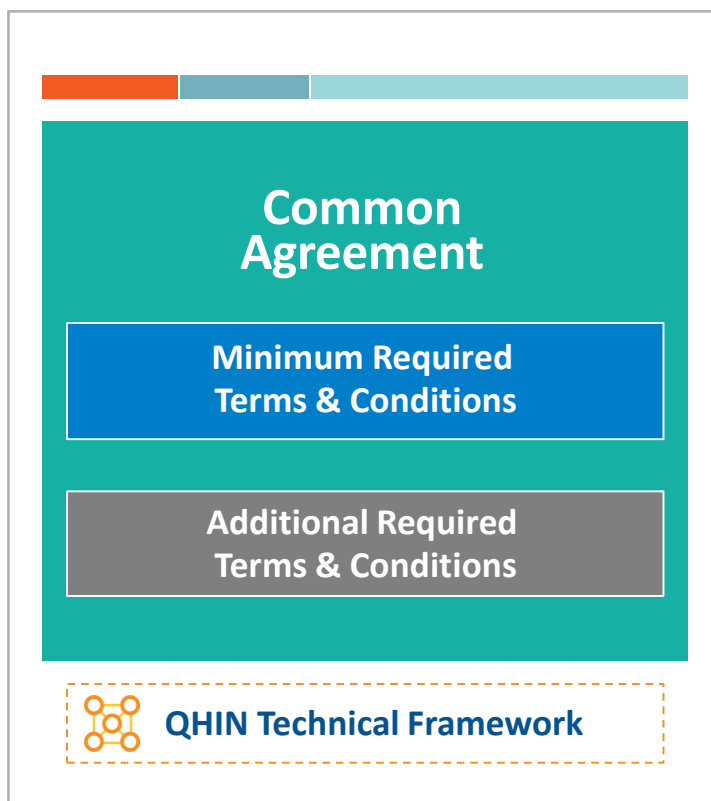 Common
Agreement
Minimum Required
Terms & Conditions
Additional Required
Terms & Conditions
QHIN Technical Framework